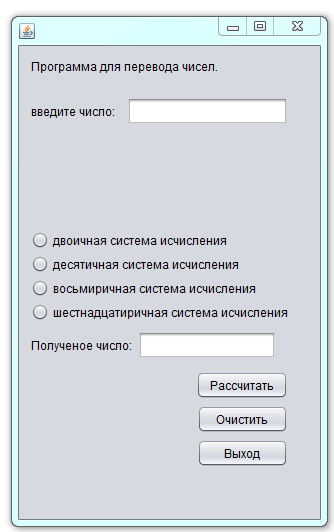 Программа для перевода чисел.
введите число:
двоичная система исчисления
десятичная система исчисления
восьмиричная система исчисления
шестнадцатиричная система исчисления
Полученое число:
Рассчитать
Очистить
Выход